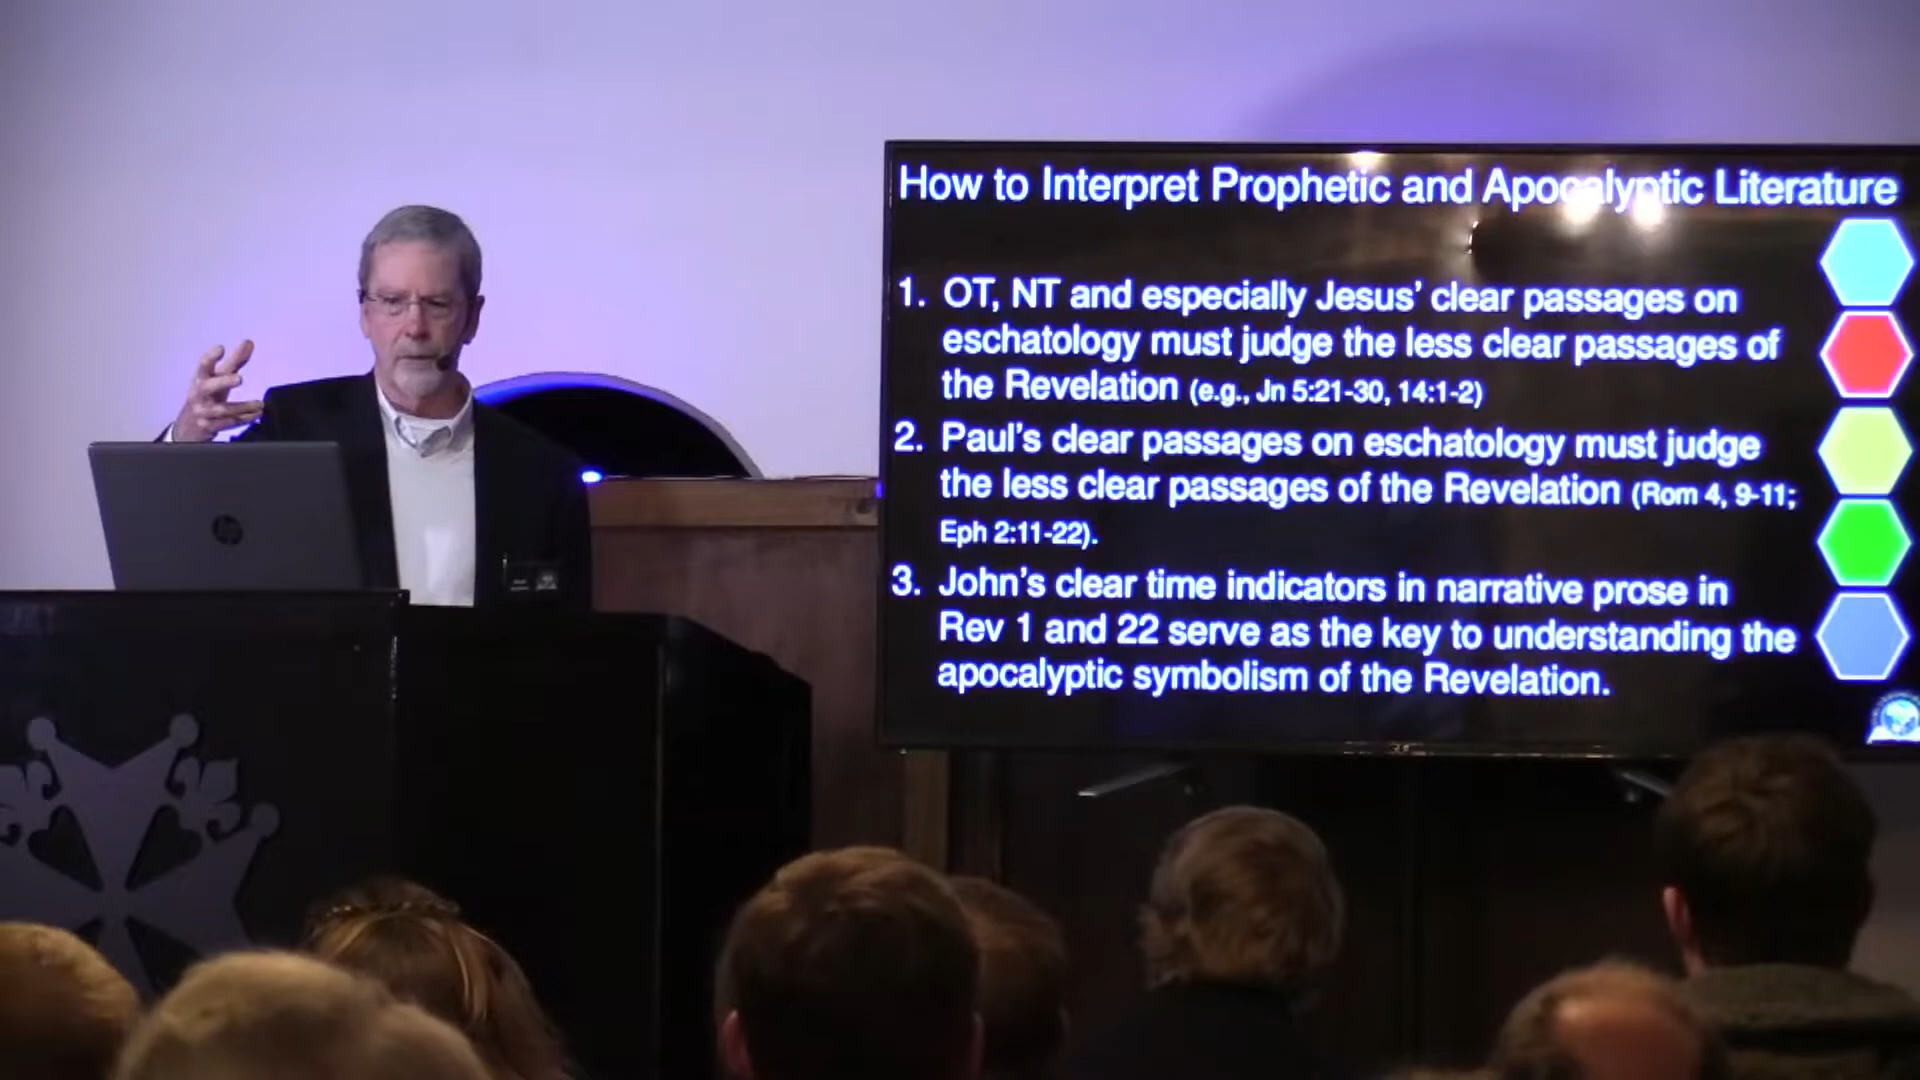 How to Interpret Prophetic and Apocalyptic Literature
1. OT, NT and especially Jesus’ clear passages on
eschatology must judge the less clear passages of
the Revelation (e.g., Jn 5:21-30, 14:1-2)
2. Paul’s clear passages on eschatology must judge
the less clear passages of the Revelation (Rom 4, 9-11;
Eph 2:11-22).
3. John’s clear time indicators in narrative prose in
Rev 1 and 22 serve as the key to understanding the
apocalyptic symbolism of the Revelation.
hp